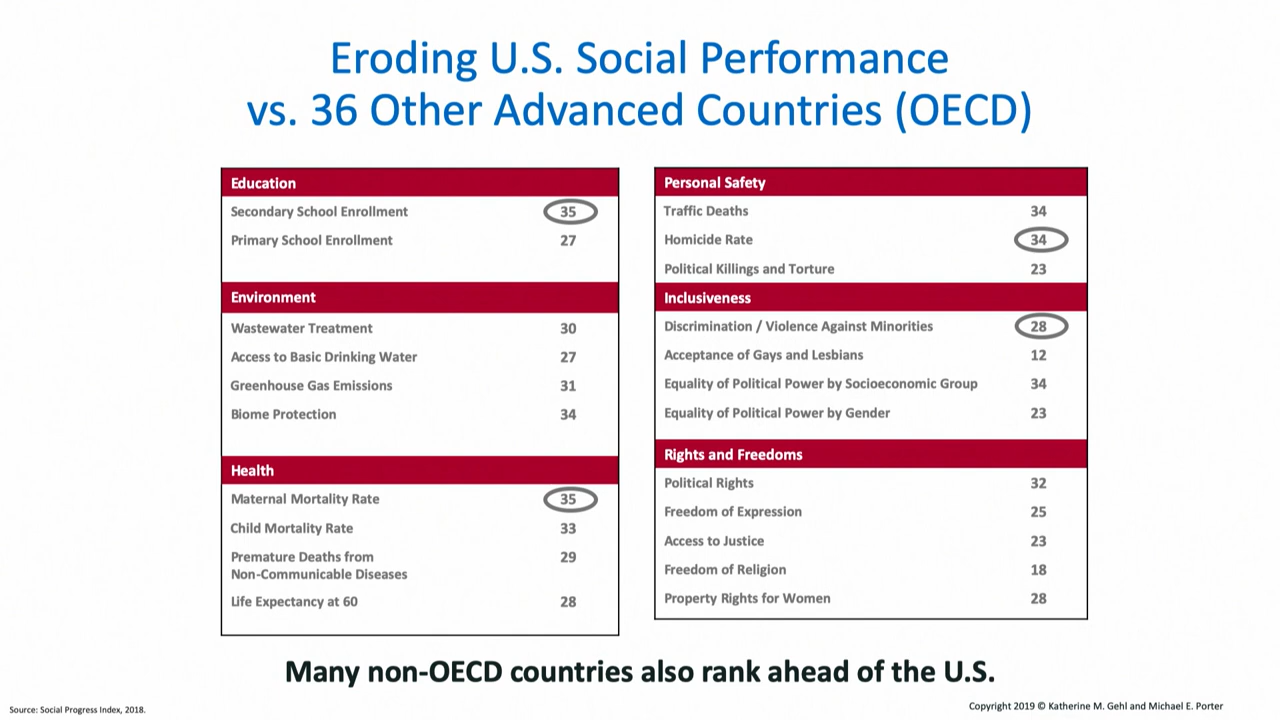 Eroding U.S. Social Performance
vs. 36 Other Advanced Countries (OECD)
Education
Secondary School Enrollment 35
Primary School Enrollment 27
Environment
Wastewater Treatment 30
Access to Basic Drinking Water 27
Greenhouse Gas Emissions 31
Biome Protection 34
Health
Maternal Mortality Rate 35
Child Mortality Rate 33
Premature Deaths from 29
Non-Communicable Diseases
Life Expectancy at 60 28
Personal Safety
Traffic Deaths 34
Homicide Rate 34
Political Killings and Torture 23
Inclusiveness
Discrimination / Violence Against Minorities 28
Acceptance of Gays and Lesbians 12
Equality of Political Power by Socioeconomic Group 34
Equality of Political Power by Gender 23
Rights and Freedoms
Political Rights 32
Freedom of Expression 25
Access to Justice 23
Freedom of Religion 18
Property Rights for Women 28
Many non-OECD countries also rank ahead of the U.S.
Source: Social Progress Index, 2018.
Copyright 2019 © Katherine M. Gehl and Michael E. Porter